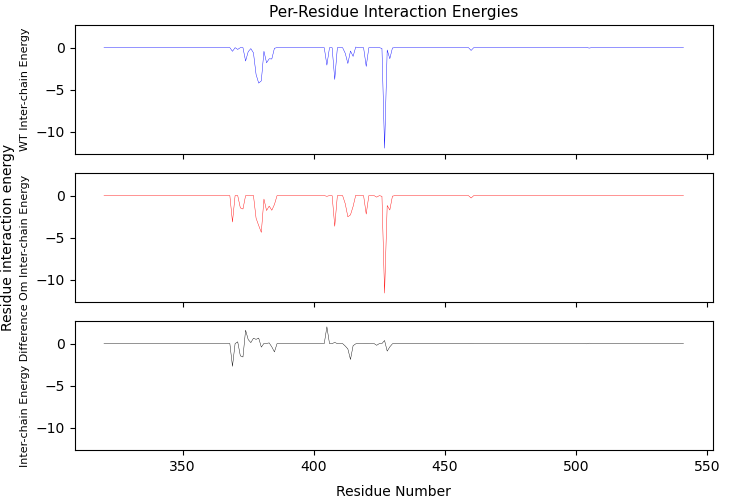 Per-Residue Interaction Energies
Residue interaction energy
WT Inter-chain Energy
0
−5
−10
Om Inter-chain Energy
0
−5
−10
Inter-chain Energy Difference
0
−5
−10
350
400
450
500
550
Residue Number